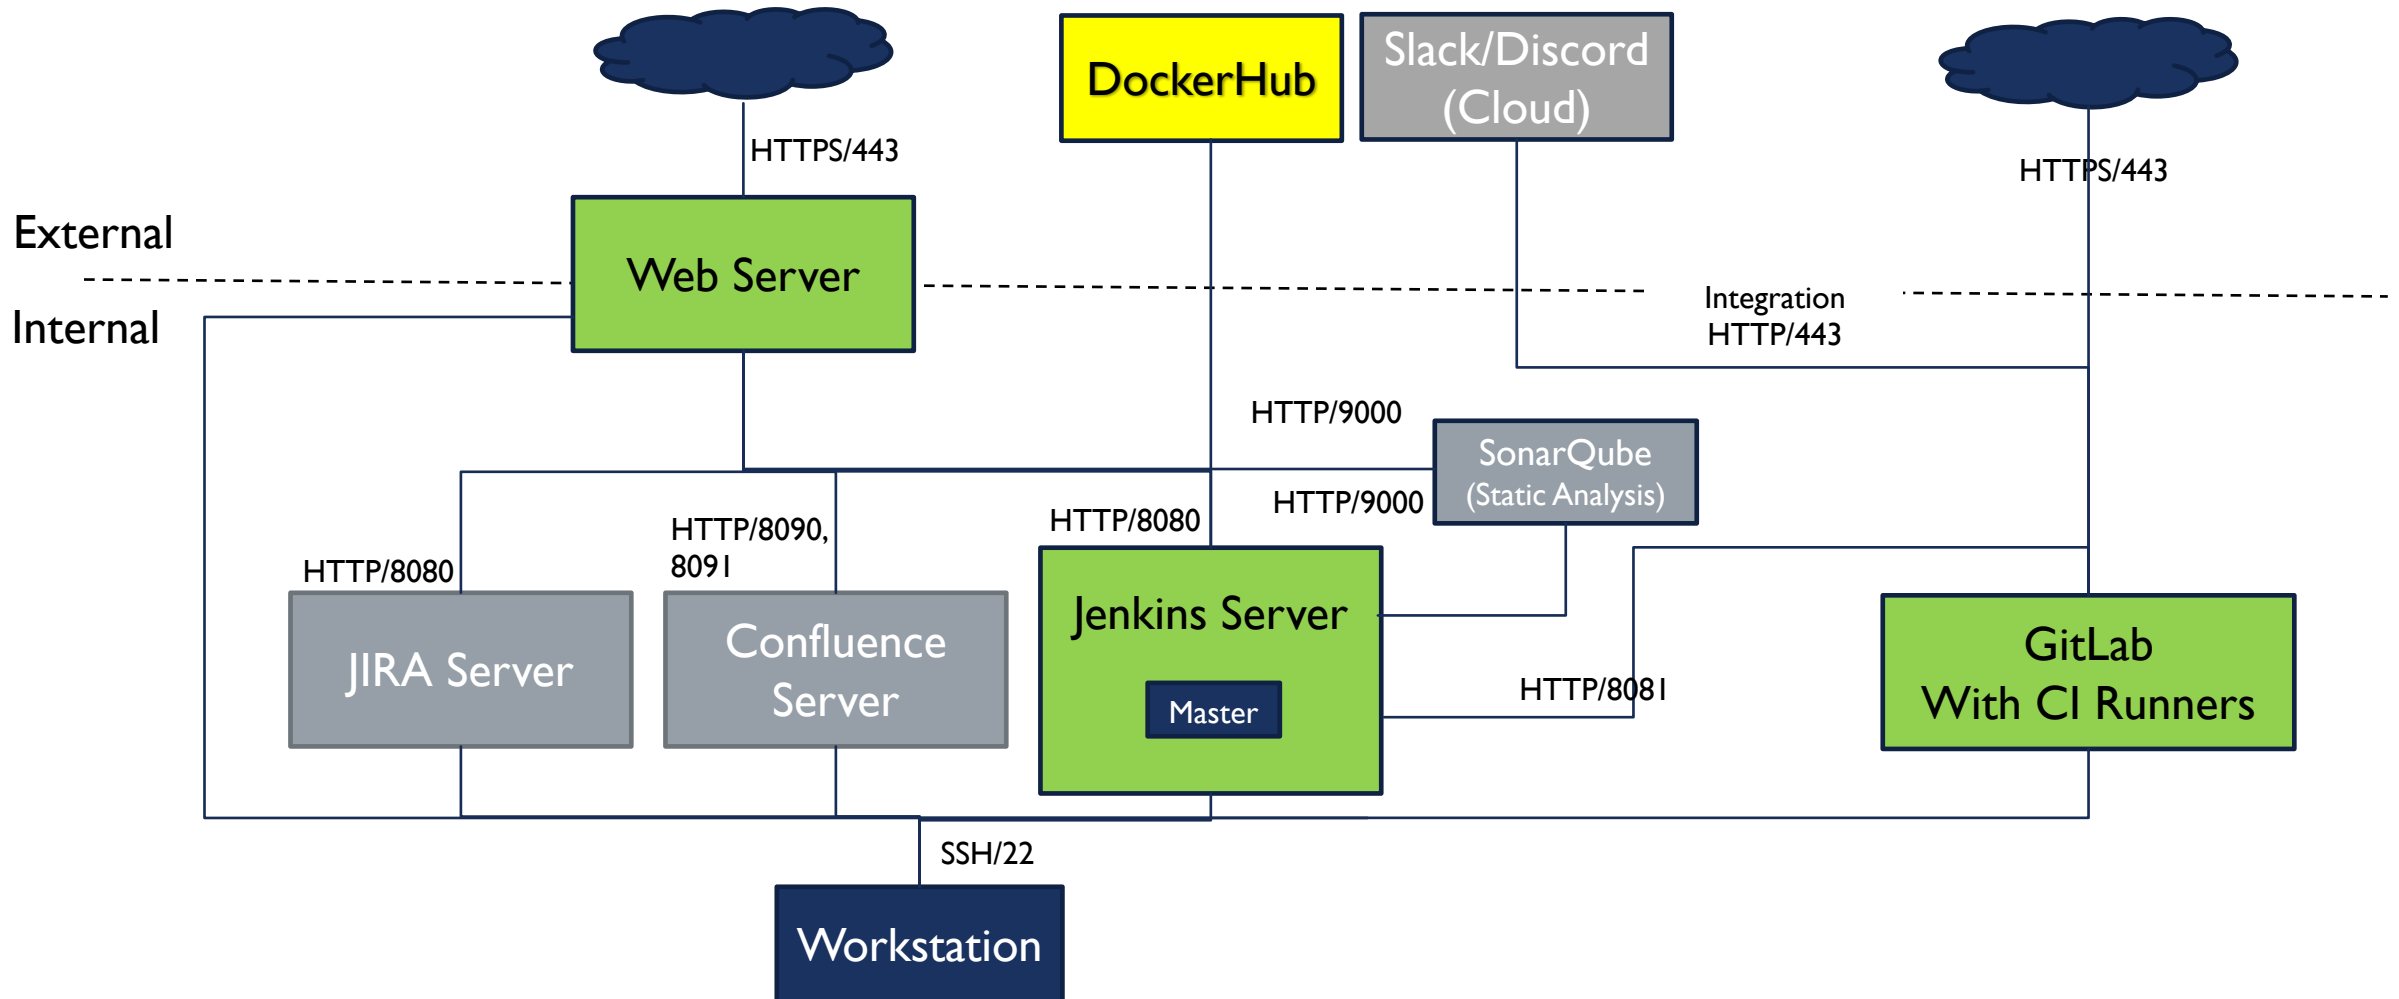 DockerHub
Slack/Discord
(Cloud)
HTTPS/443
HTTPS/443
External
Web Server
Internal
Integration
HTTP/443
HTTP/9000
SonarQube
(Static Analysis)
HTTP/9000
HTTP/8080
HTTP/8090,
8091
HTTP/8080
JIRA Server
Confluence
Server
Jenkins Server
Master
HTTP/8081
GitLab
With CI Runners
SSH/22
Workstation